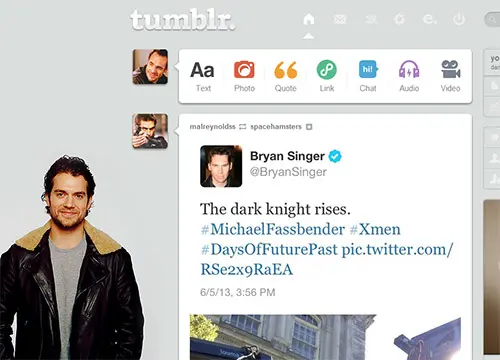 tumblr.
Aa
hi!
Text Photo Quote Link Chat Audio Video
malreynoldss spacehamsters
Bryan Singer
@BryanSinger
The dark knight rises.
#MichaelFassbender #Xmen
#DaysOfFuturePast pic.twitter.com/
RSe2x9RaEA
6/5/13, 3:56 PM